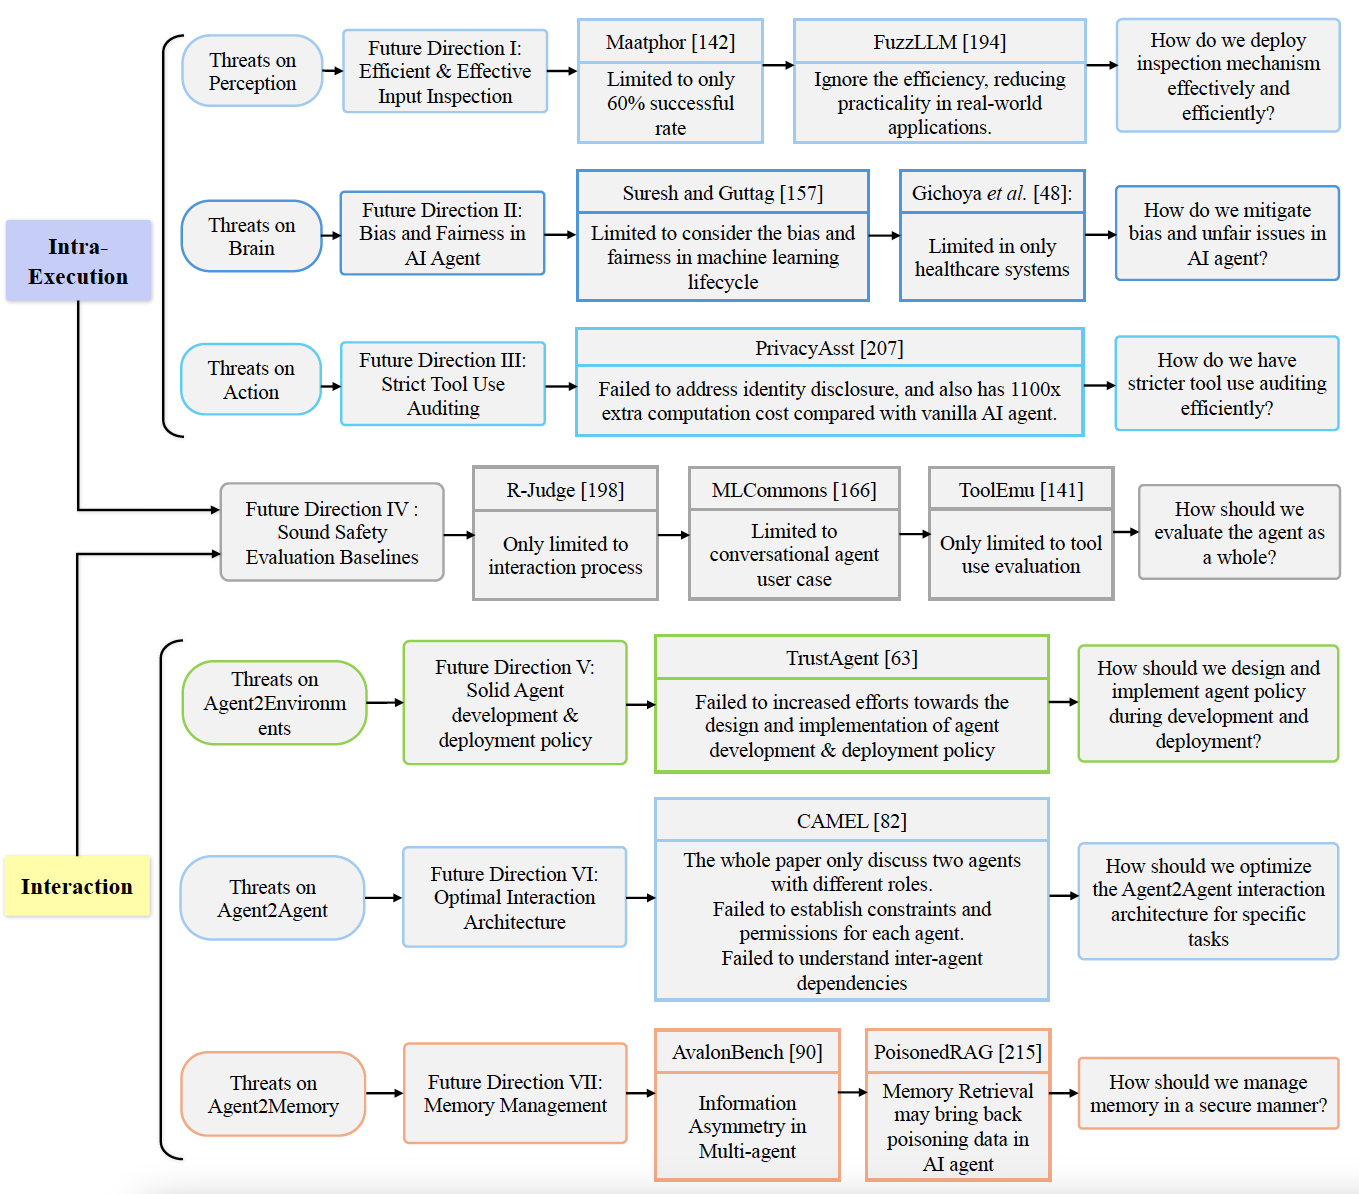 Intra-
Execution
Threats on
Perception
Future Direction I:
Efficient & Effective
Input Inspection
Maatphor [142]
Limited to only
60% successful
rate
FuzzLLM [194]
Ignore the efficiency, reducing
practicality in real-world
applications.
How do we deploy
inspection mechanism
effectively and
efficiently?
Threats on
Brain
Future Direction II:
Bias and Fairness in
AI Agent
Suresh and Guttag [157]
Limited to consider the bias and
fairness in machine learning
lifecycle
Gichoya et al. [48]:
Limited in only
healthcare systems
How do we mitigate
bias and unfair issues in
AI agent?
Threats on
Action
Future Direction III:
Strict Tool Use
Auditing
PrivacyAsst [207]
Failed to address identity disclosure, and also has 1100x
extra computation cost compared with vanilla AI agent.
How do we have
stricter tool use auditing
efficiently?
Future Direction IV :
Sound Safety
Evaluation Baselines
R-Judge [198]
Only limited to
interaction process
MLCommons [166]
Limited to
conversational agent
user case
ToolEmu [141]
Only limited to tool
use evaluation
How should we
evaluate the agent as
a whole?
Interaction
Threats on
Agent2Environm
ents
Future Direction V:
Solid Agent
development &
deployment policy
TrustAgent [63]
Failed to increased efforts towards the
design and implementation of agent
development & deployment policy
How should we design and
implement agent policy
during development and
deployment?
Threats on
Agent2Agent
Future Direction VI:
Optimal Interaction
Architecture
CAMEL [82]
The whole paper only discuss two agents
with different roles.
Failed to establish constraints and
permissions for each agent.
Failed to understand inter-agent
dependencies
How should we optimize
the Agent2Agent interaction
architecture for specific
tasks
Threats on
Agent2Memory
Future Direction VII:
Memory Management
AvalonBench [90]
Information
Asymmetry in
Multi-agent
PoisonedRAG [215]
Memory Retrieval
may bring back
poisoning data in
AI agent
How should we manage
memory in a secure manner?